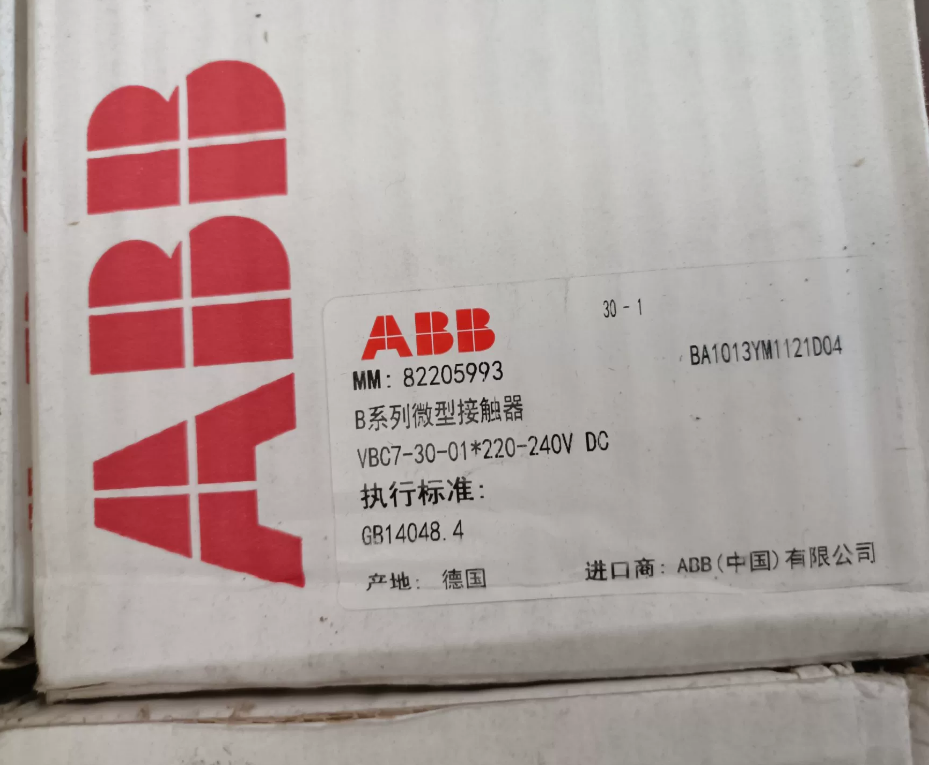 ABB
30-1
ABB
BA1013YM1121D04
MM: 82205993
B系列微型接触器
VBC7-30-01*220-240V DC
执行标准:
GB14048.4
产地: 德国 进口商: ABB(中国)有限公司